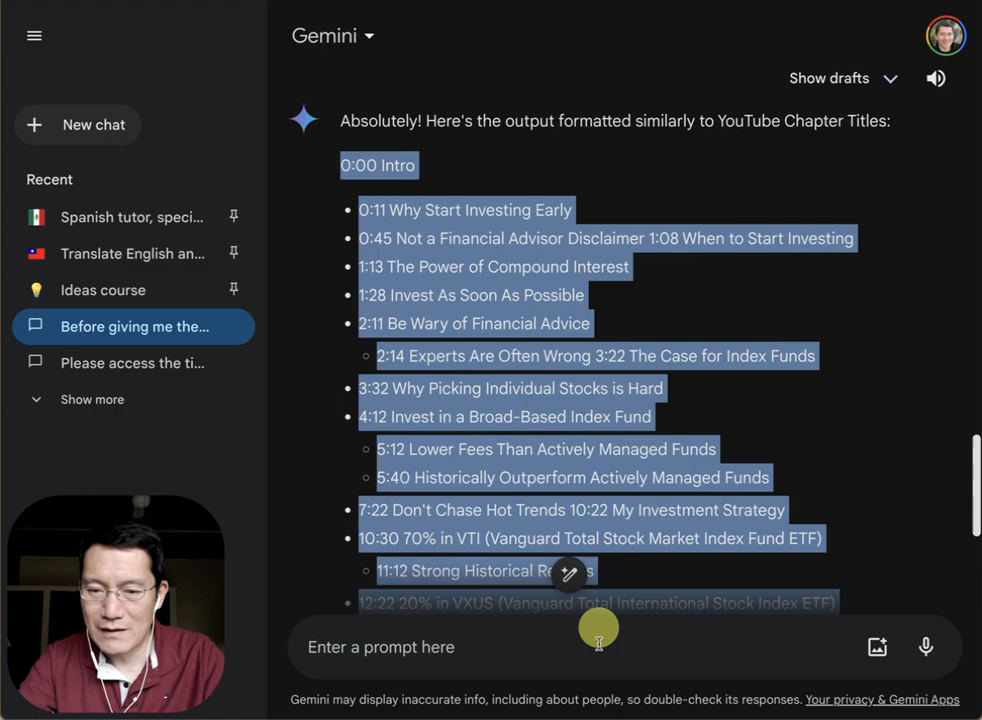 Gemini
Show drafts
New chat
Absolutely! Here's the output formatted similarly to YouTube Chapter Titles:
0:00 Intro
Recent
0:11 Why Start Investing Early
Spanish tutor, speci...
0:45 Not a Financial Advisor Disclaimer 1:08 When to Start Investing
Translate English an...
1:13 The Power of Compound Interest
Ideas course
1:28 Invest As Soon As Possible
Before giving me the...
2:11 Be Wary of Financial Advice
Please access the ti...
2:14 Experts Are Often Wrong 3:22 The Case for Index Funds
3:32 Why Picking Individual Stocks is Hard
Show more
4:12 Invest in a Broad-Based Index Fund
5:12 Lower Fees Than Actively Managed Funds
5:40 Historically Outperform Actively Managed Funds
7:22 Don't Chase Hot Trends 10:22 My Investment Strategy
10:30 70% in VTI (Vanguard Total Stock Market Index Fund ETF)
11:12 Strong Historical
12:22 20% in VXUS (Vanguard Total International Stock Index ETF)
Enter a prompt here
Gemini may display inaccurate info, including about people, so double-check its responses. Your privacy & Gemini Apps